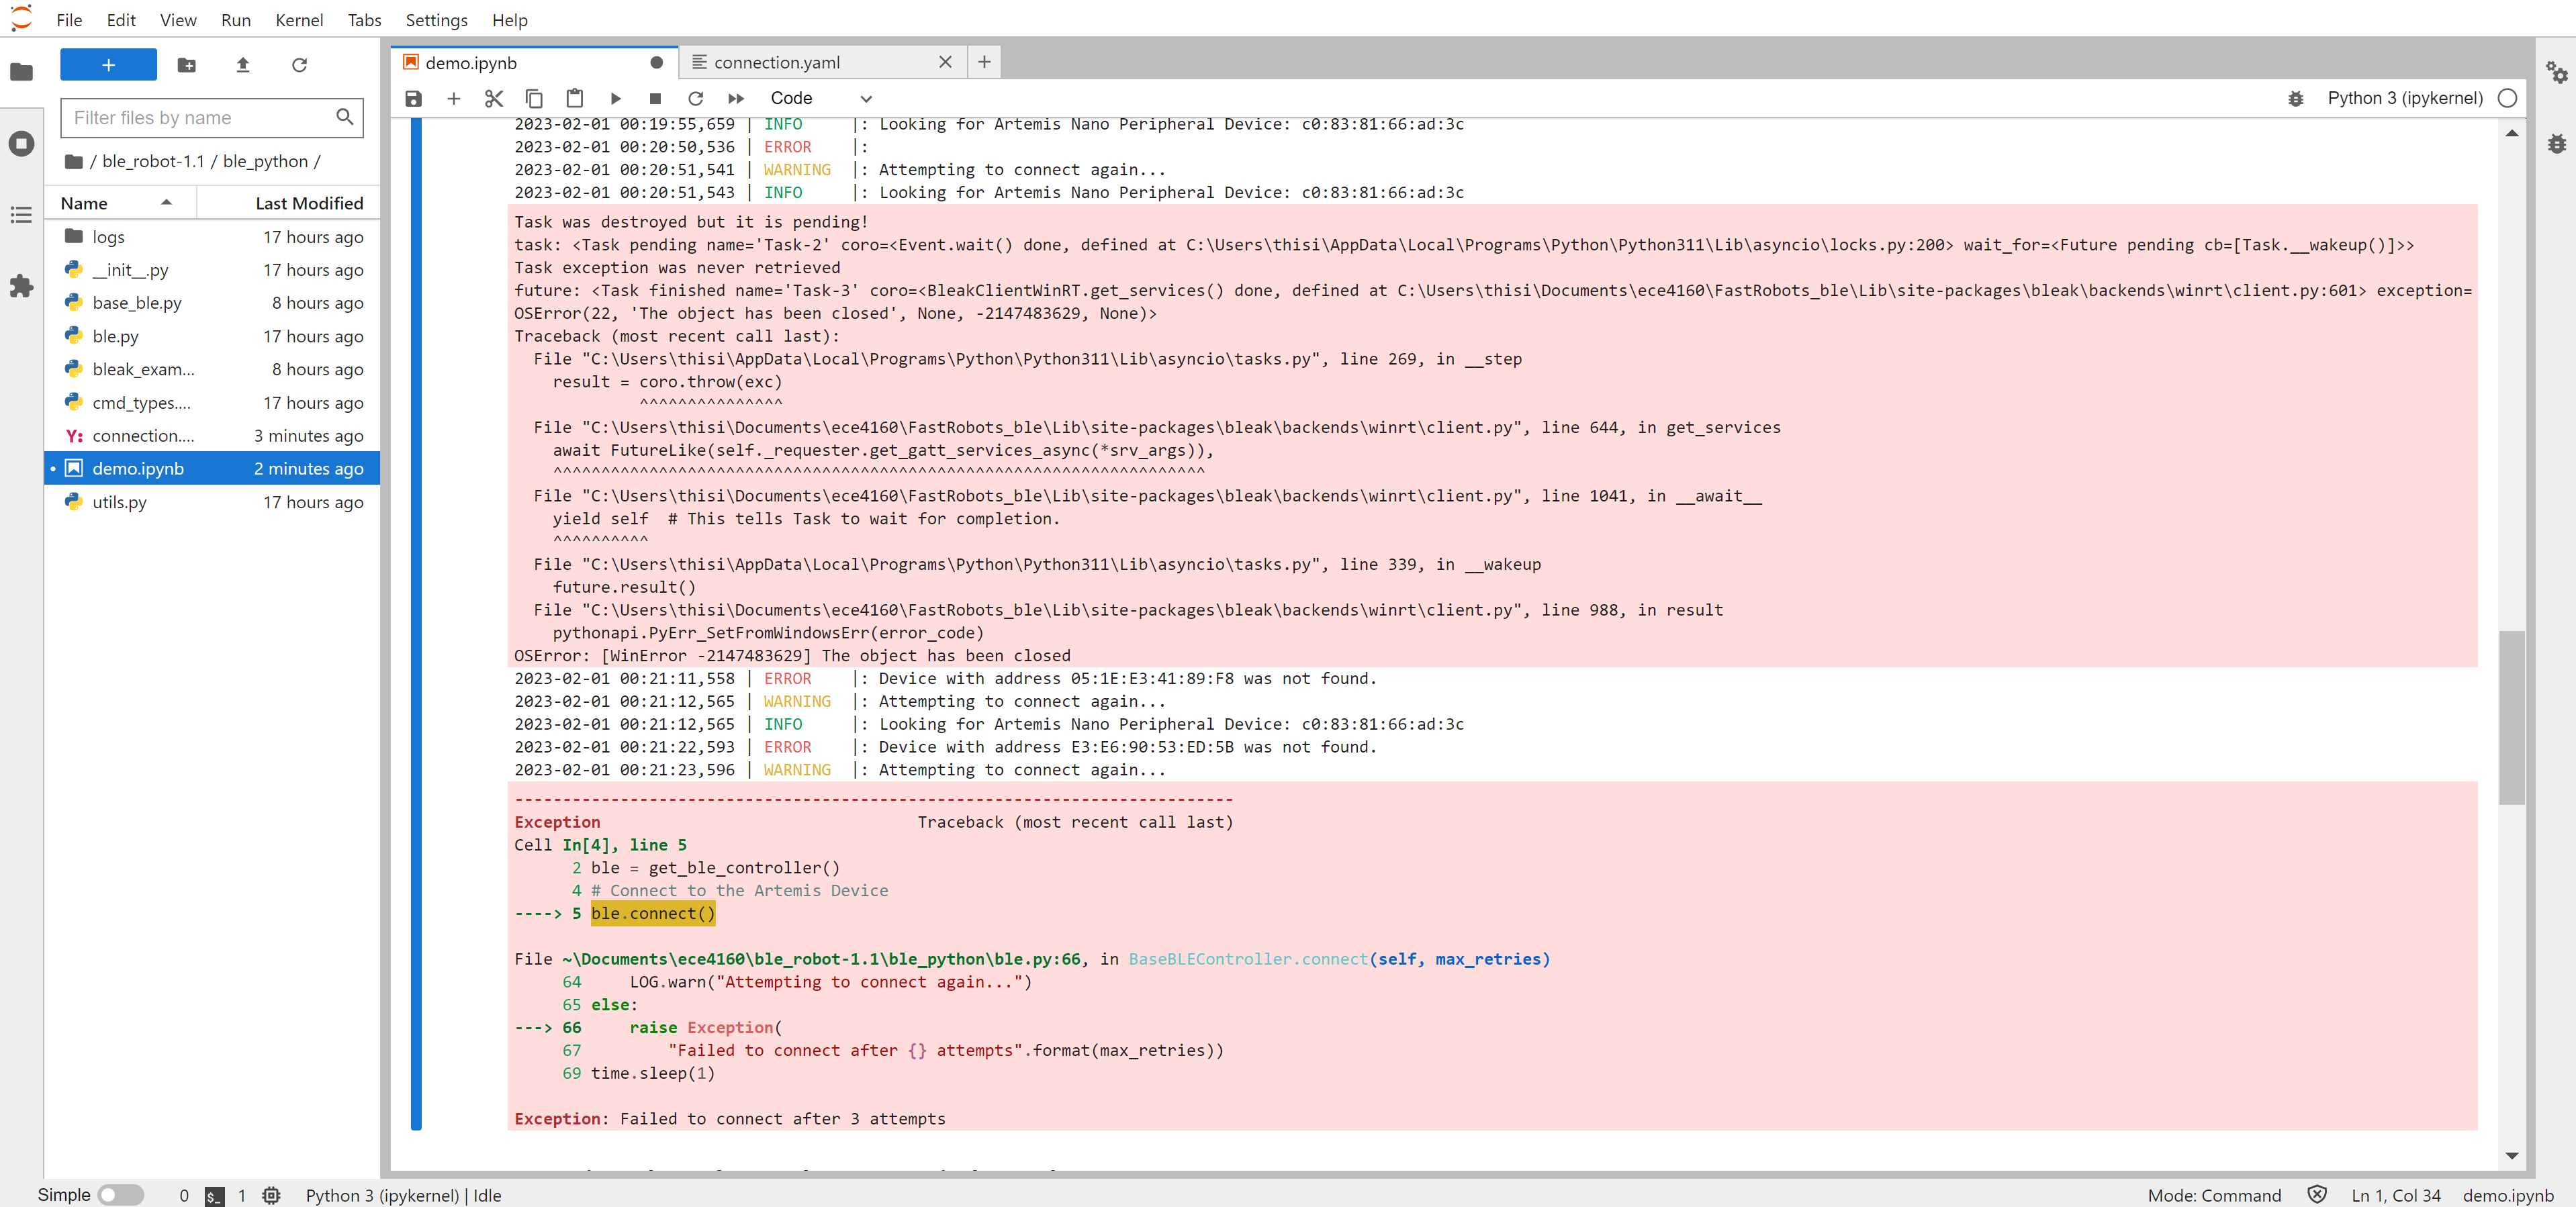 File Edit View Run Kernel Tabs Settings Help
demo.ipynb
connection.yaml
Code
Python 3 (ipykernel)
Filter files by name
/ ble_robot-1.1 / ble_python /
Name Last Modified
logs 17 hours ago
__init__.py 17 hours ago
base_ble.py 8 hours ago
ble.py 17 hours ago
bleak_exam... 8 hours ago
cmd_types.... 17 hours ago
Y: connection.... 3 minutes ago
demo.ipynb 2 minutes ago
utils.py 17 hours ago
2023-02-01 00:19:55,659 | INFO |: Looking for Artemis Nano Peripheral Device: c0:83:81:66:ad:3c
2023-02-01 00:20:50,536 | ERROR |:
2023-02-01 00:20:51,541 | WARNING |: Attempting to connect again...
2023-02-01 00:20:51,543 | INFO |: Looking for Artemis Nano Peripheral Device: c0:83:81:66:ad:3c
Task was destroyed but it is pending!
task: <Task pending name='Task-2' coro=<Event.wait() done, defined at C:\Users\thisi\AppData\Local\Programs\Python\Python311\Lib\asyncio\locks.py:200> wait_for=<Future pending cb=[Task.__wakeup()]>>
Task exception was never retrieved
future: <Task finished name='Task-3' coro=<BleakClientWinRT.get_services() done, defined at C:\Users\thisi\Documents\ece4160\FastRobots_ble\Lib\site-packages\bleak\backends\winrt\client.py:601> exception=
OSError(22, 'The object has been closed', None, -2147483629, None)>
Traceback (most recent call last):
  File "C:\Users\thisi\AppData\Local\Programs\Python\Python311\Lib\asyncio\tasks.py", line 269, in __step
    result = coro.throw(exc)
             ^^^^^^^^^^^^^^^
  File "C:\Users\thisi\Documents\ece4160\FastRobots_ble\Lib\site-packages\bleak\backends\winrt\client.py", line 644, in get_services
    await FutureLike(self._requester.get_gatt_services_async(*srv_args)),
    ^^^^^^^^^^^^^^^^^^^^^^^^^^^^^^^^^^^^^^^^^^^^^^^^^^^^^^^^^^^^^^^^^^^^
  File "C:\Users\thisi\Documents\ece4160\FastRobots_ble\Lib\site-packages\bleak\backends\winrt\client.py", line 1041, in __await__
    yield self  # This tells Task to wait for completion.
    ^^^^^^^^^^
  File "C:\Users\thisi\AppData\Local\Programs\Python\Python311\Lib\asyncio\tasks.py", line 339, in __wakeup
    future.result()
  File "C:\Users\thisi\Documents\ece4160\FastRobots_ble\Lib\site-packages\bleak\backends\winrt\client.py", line 988, in result
    pythonapi.PyErr_SetFromWindowsErr(error_code)
OSError: [WinError -2147483629] The object has been closed
2023-02-01 00:21:11,558 | ERROR |: Device with address 05:1E:E3:41:89:F8 was not found.
2023-02-01 00:21:12,565 | WARNING |: Attempting to connect again...
2023-02-01 00:21:12,565 | INFO |: Looking for Artemis Nano Peripheral Device: c0:83:81:66:ad:3c
2023-02-01 00:21:22,593 | ERROR |: Device with address E3:E6:90:53:ED:5B was not found.
2023-02-01 00:21:23,596 | WARNING |: Attempting to connect again...
---------------------------------------------------------------------------
Exception                                 Traceback (most recent call last)
Cell In[4], line 5
      2 ble = get_ble_controller()
      4 # Connect to the Artemis Device
----> 5 ble.connect()
File ~\Documents\ece4160\ble_robot-1.1\ble_python\ble.py:66, in BaseBLEController.connect(self, max_retries)
     64     LOG.warn("Attempting to connect again...")
     65 else:
---> 66     raise Exception(
     67         "Failed to connect after {} attempts".format(max_retries))
     69 time.sleep(1)
Exception: Failed to connect after 3 attempts
Simple 0 $_ 1 Python 3 (ipykernel) | Idle
Mode: Command Ln 1, Col 34 demo.ipynb